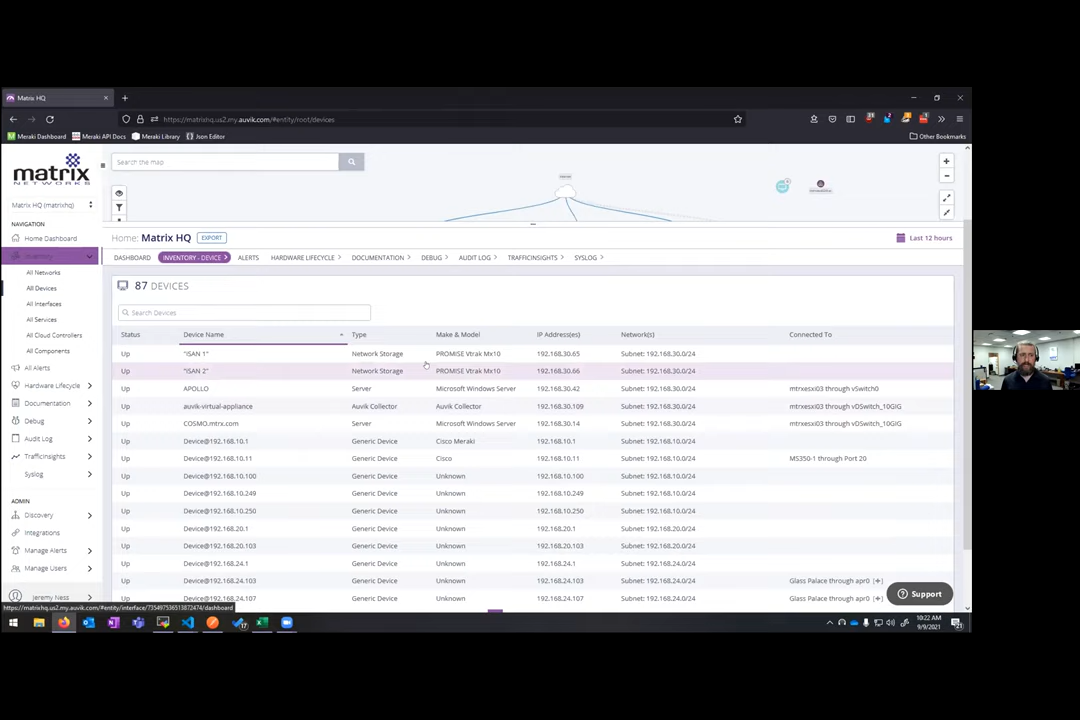 Matrix HQ
https://matrixhq.us2.my.auvik.com/#entity/root/devices
Meraki Dashboard Meraki API Docs Meraki Library Json Editor Other Bookmarks
matrix
NETWORKS
Matrix HQ (matrixhq)
NAVIGATION
Home Dashboard
Inventory
All Networks
All Devices
All Interfaces
All Services
All Cloud Controllers
All Components
All Alerts
Hardware Lifecycle
Documentation
Debug
Audit Log
TrafficInsights
Syslog
ADMIN
Discovery
Integrations
Manage Alerts
Manage Users
Jeremy Ness
Search the map
Home: Matrix HQ EXPORT Last 12 hours
DASHBOARD INVENTORY - DEVICE ALERTS HARDWARE LIFECYCLE DOCUMENTATION DEBUG AUDIT LOG TRAFFICINSIGHTS SYSLOG
87 DEVICES
Search Devices
Status Device Name Type Make & Model IP Address(es) Network(s) Connected To
Up "iSAN 1" Network Storage PROMISE Vtrak Mx10 192.168.30.65 Subnet: 192.168.30.0/24
Up "iSAN 2" Network Storage PROMISE Vtrak Mx10 192.168.30.66 Subnet: 192.168.30.0/24
Up APOLLO Server Microsoft Windows Server 192.168.30.42 Subnet: 192.168.30.0/24 mtrxesxi03 through vSwitch0
Up auvik-virtual-appliance Auvik Collector Auvik Collector 192.168.30.109 Subnet: 192.168.30.0/24 mtrxesxi03 through vDSwitch_10GIG
Up COSMO.mtrx.com Server Microsoft Windows Server 192.168.30.14 Subnet: 192.168.30.0/24 mtrxesxi03 through vDSwitch_10GIG
Up Device@192.168.10.1 Generic Device Cisco Meraki 192.168.10.1 Subnet: 192.168.10.0/24
Up Device@192.168.10.11 Generic Device Cisco 192.168.10.11 Subnet: 192.168.10.0/24 MS350-1 through Port 20
Up Device@192.168.10.100 Generic Device Unknown 192.168.10.100 Subnet: 192.168.10.0/24
Up Device@192.168.10.249 Generic Device Unknown 192.168.10.249 Subnet: 192.168.10.0/24
Up Device@192.168.10.250 Generic Device Unknown 192.168.10.250 Subnet: 192.168.10.0/24
Up Device@192.168.20.1 Generic Device Unknown 192.168.20.1 Subnet: 192.168.20.0/24
Up Device@192.168.20.103 Generic Device Unknown 192.168.20.103 Subnet: 192.168.20.0/24
Up Device@192.168.24.1 Generic Device Unknown 192.168.24.1 Subnet: 192.168.24.0/24
Up Device@192.168.24.103 Generic Device Unknown 192.168.24.103 Subnet: 192.168.24.0/24 Glass Palace through apr0 [+]
Up Device@192.168.24.107 Generic Device Unknown 192.168.24.107 Subnet: 192.168.24.0/24 Glass Palace through apr0 [+]
Support
https://matrixhq.us2.my.auvik.com/#entity/interface/735497536513872474/dashboard
10:22 AM
9/9/2021